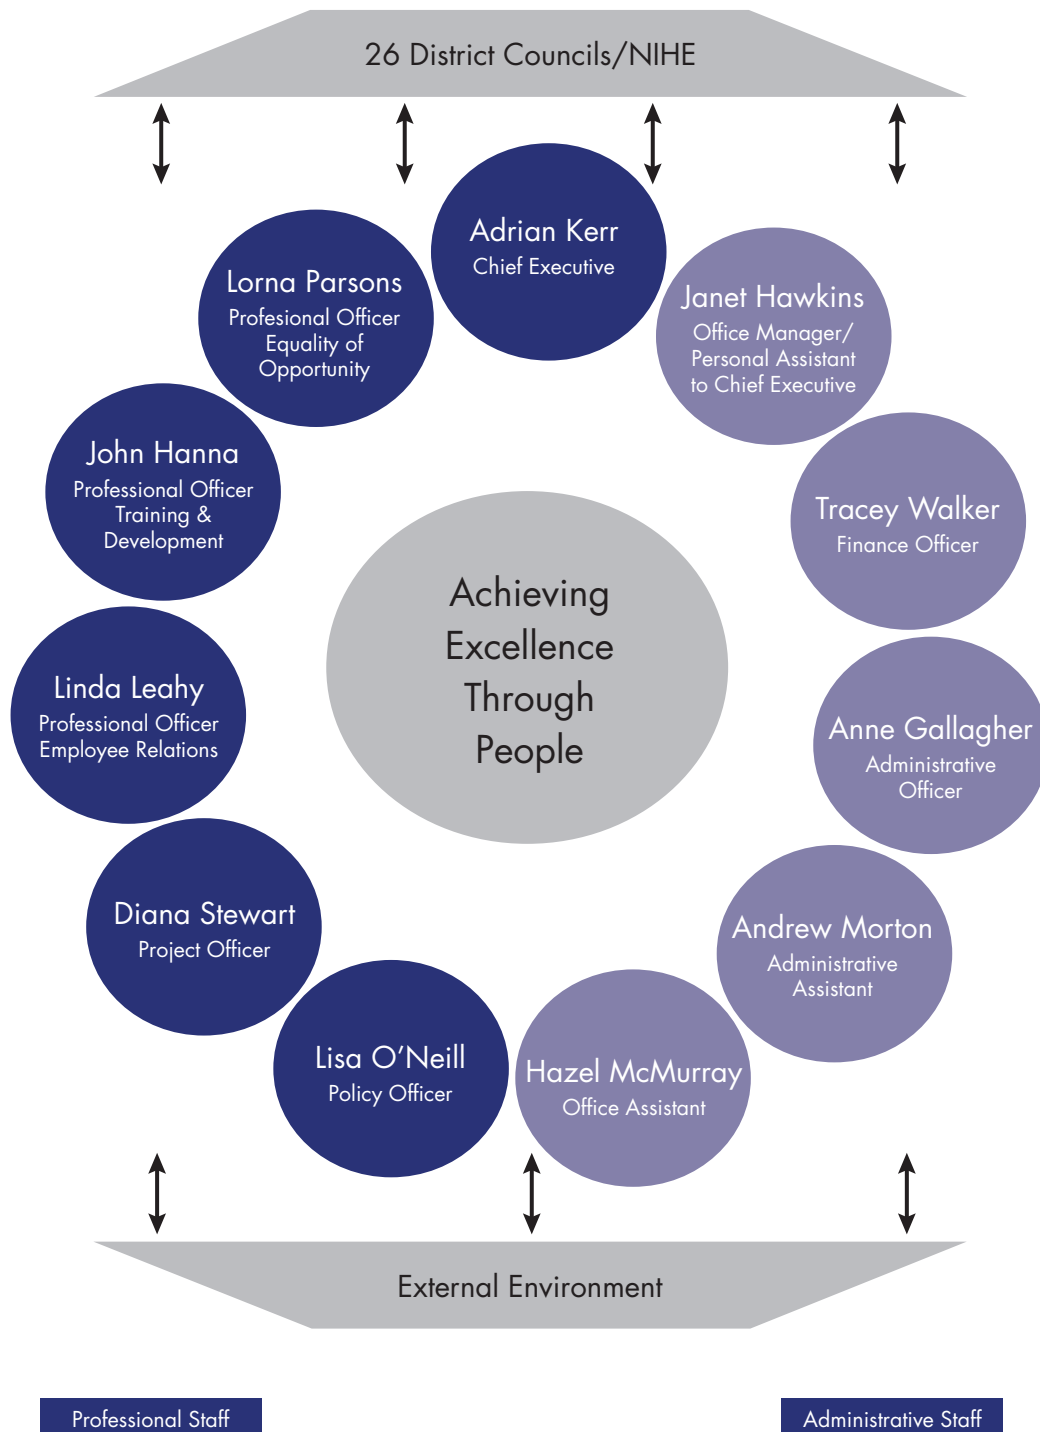 26 District Councils/NIHE
Adrian Kerr
Chief Executive
Lorna Parsons
Profesional Officer
Equality of
Opportunity
Janet Hawkins
Office Manager/
Personal Assistant
to Chief Executive
John Hanna
Professional Officer
Training &
Development
Tracey Walker
Finance Officer
Achieving
Excellence
Through
People
Linda Leahy
Professional Officer
Employee Relations
Anne Gallagher
Administrative
Officer
Diana Stewart
Project Officer
Andrew Morton
Administrative
Assistant
Lisa O'Neill
Policy Officer
Hazel McMurray
Office Assistant
External Environment
Professional Staff
Administrative Staff